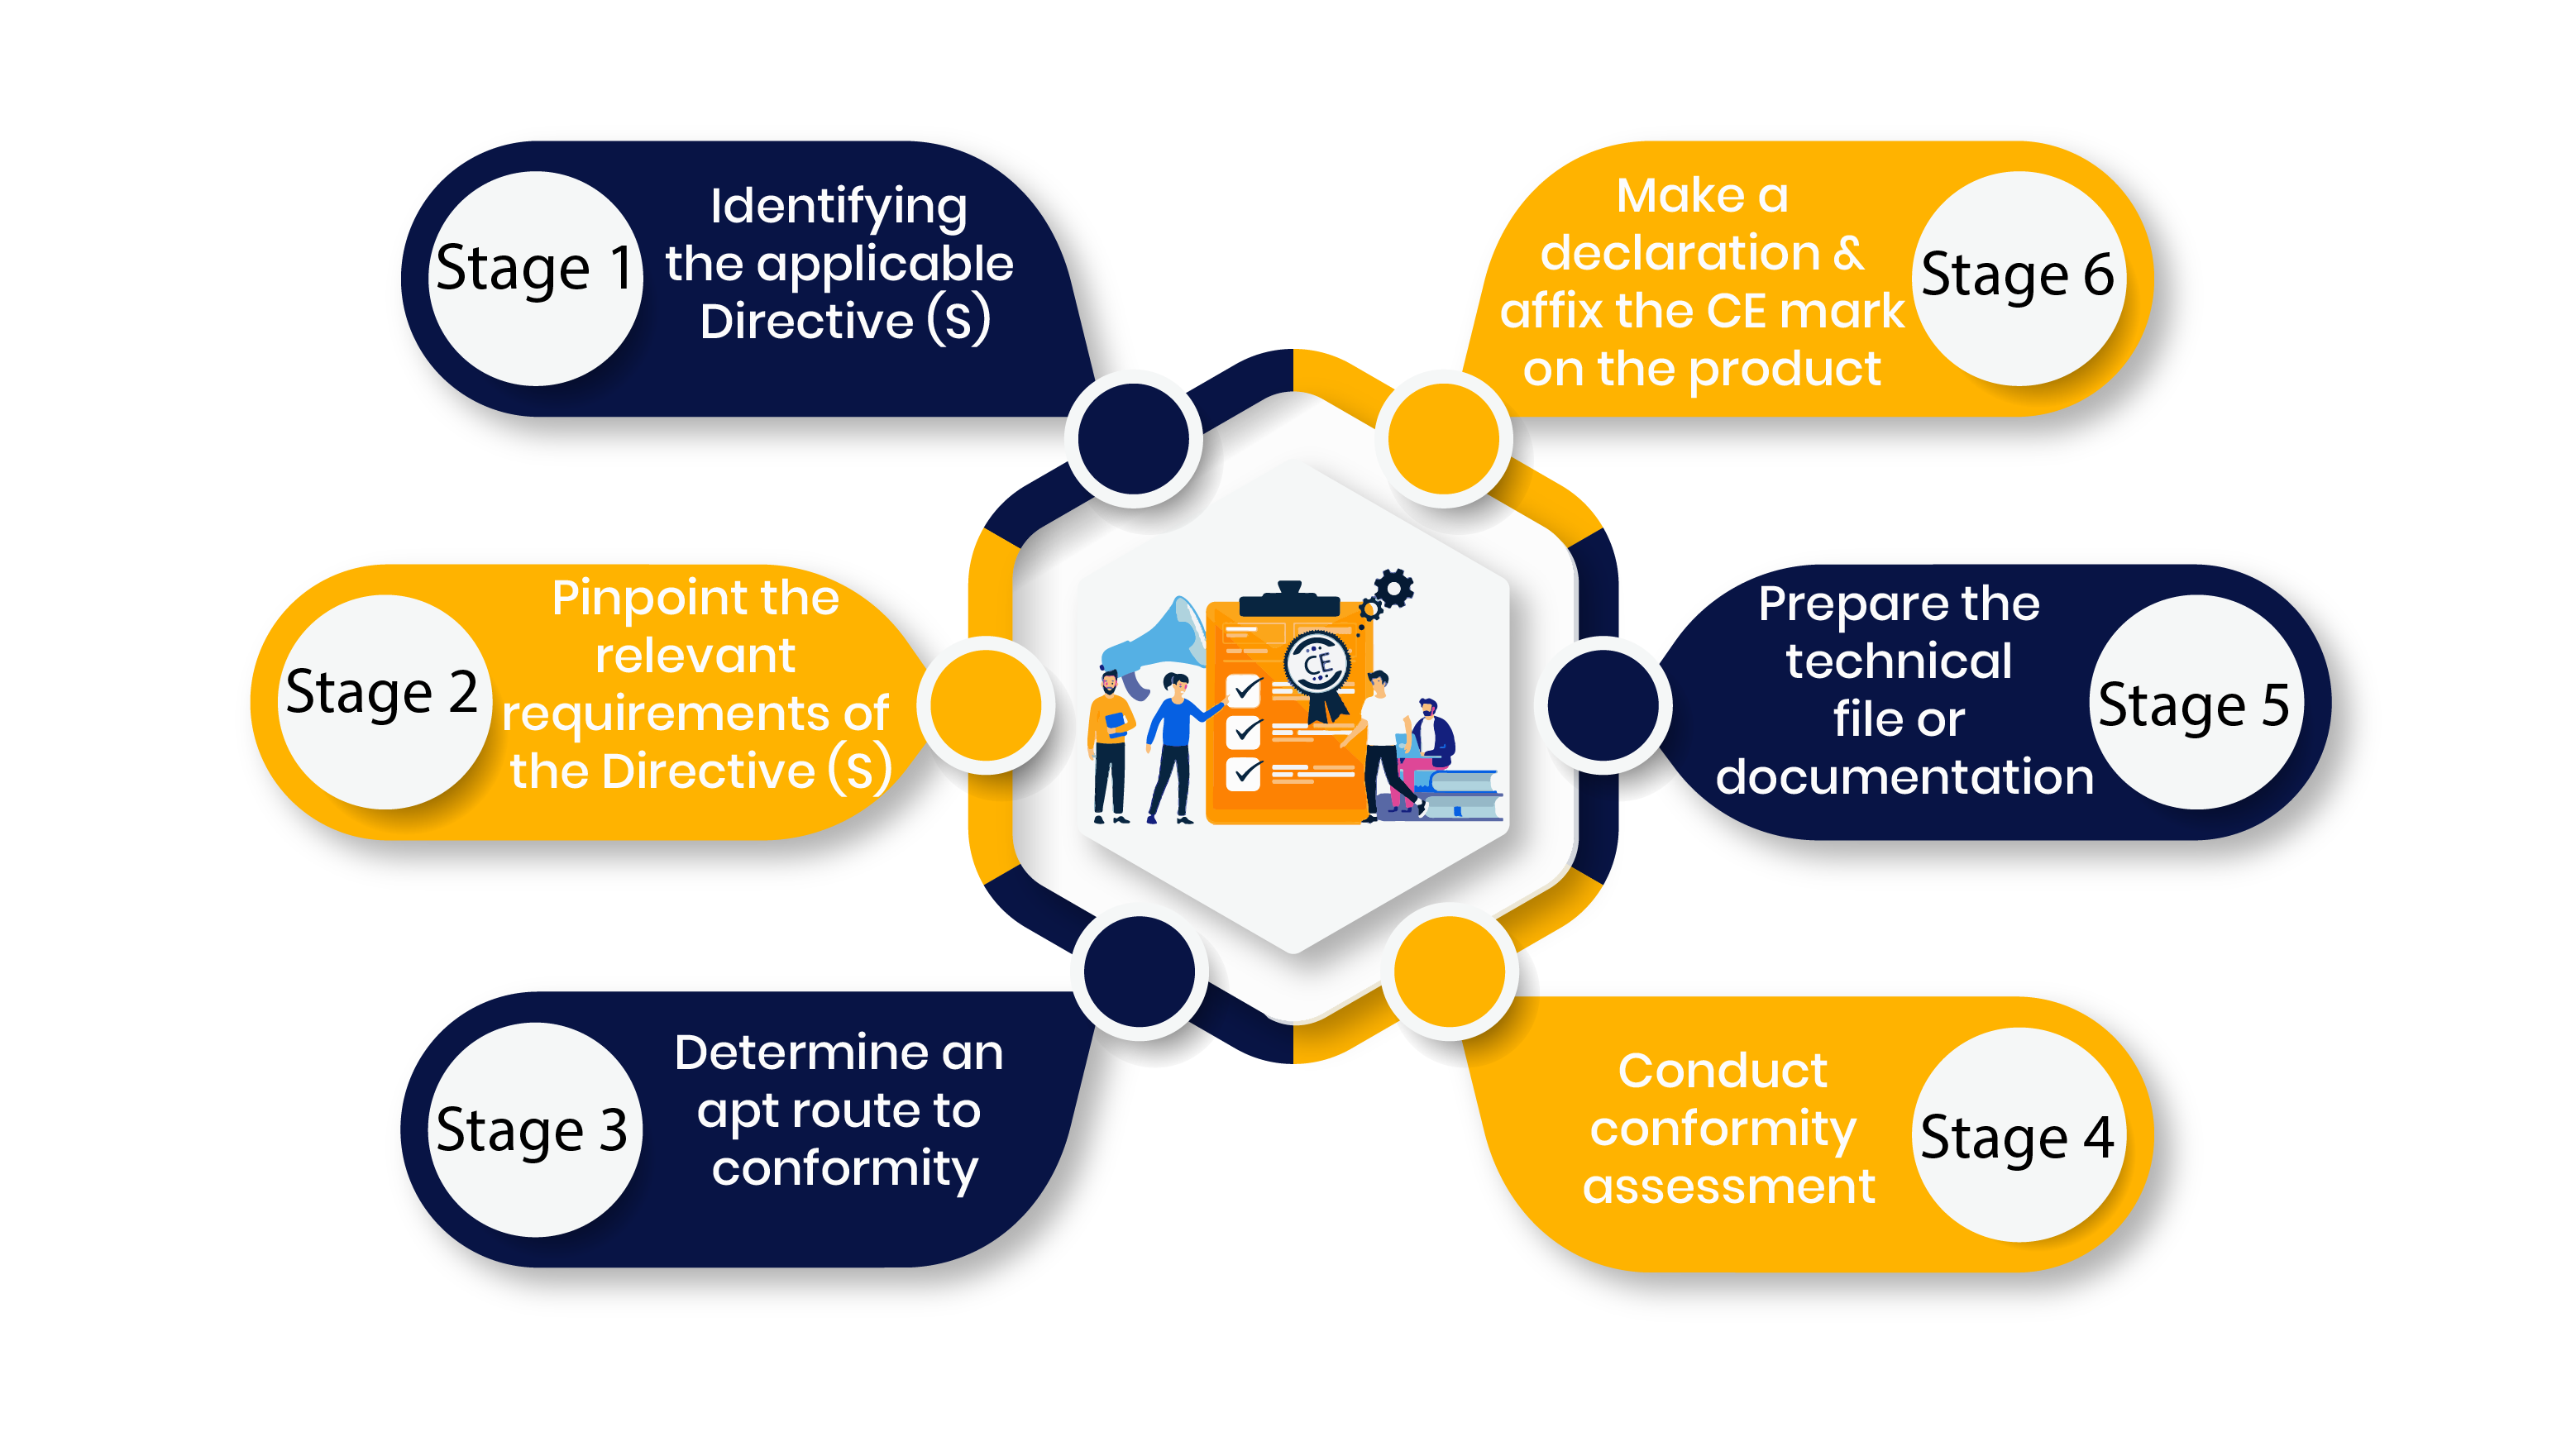 Stage 1
Identifying
the applicable
Directive (S)
Stage 2
Pinpoint the
relevant
requirements of
the Directive (S)
Stage 3
Determine an
apt route to
conformity
Stage 4
Conduct
conformity
assessment
Stage 5
Prepare the
technical
file or
documentation
Stage 6
Make a
declaration &
affix the CE mark
on the product
CE